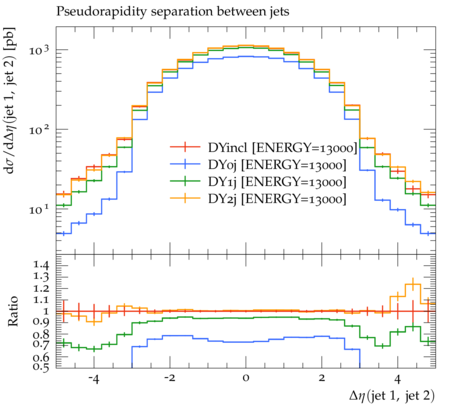 Pseudorapidity separation between jets
dσ/dΔη(jet 1, jet 2) [pb]
10³
10²
10¹
DYincl [ENERGY=13000]
DY0j [ENERGY=13000]
DY1j [ENERGY=13000]
DY2j [ENERGY=13000]
Ratio
1.4
1.3
1.2
1.1
1
0.9
0.8
0.7
0.6
0.5
-4 -2 0 2 4
Δη(jet 1, jet 2)